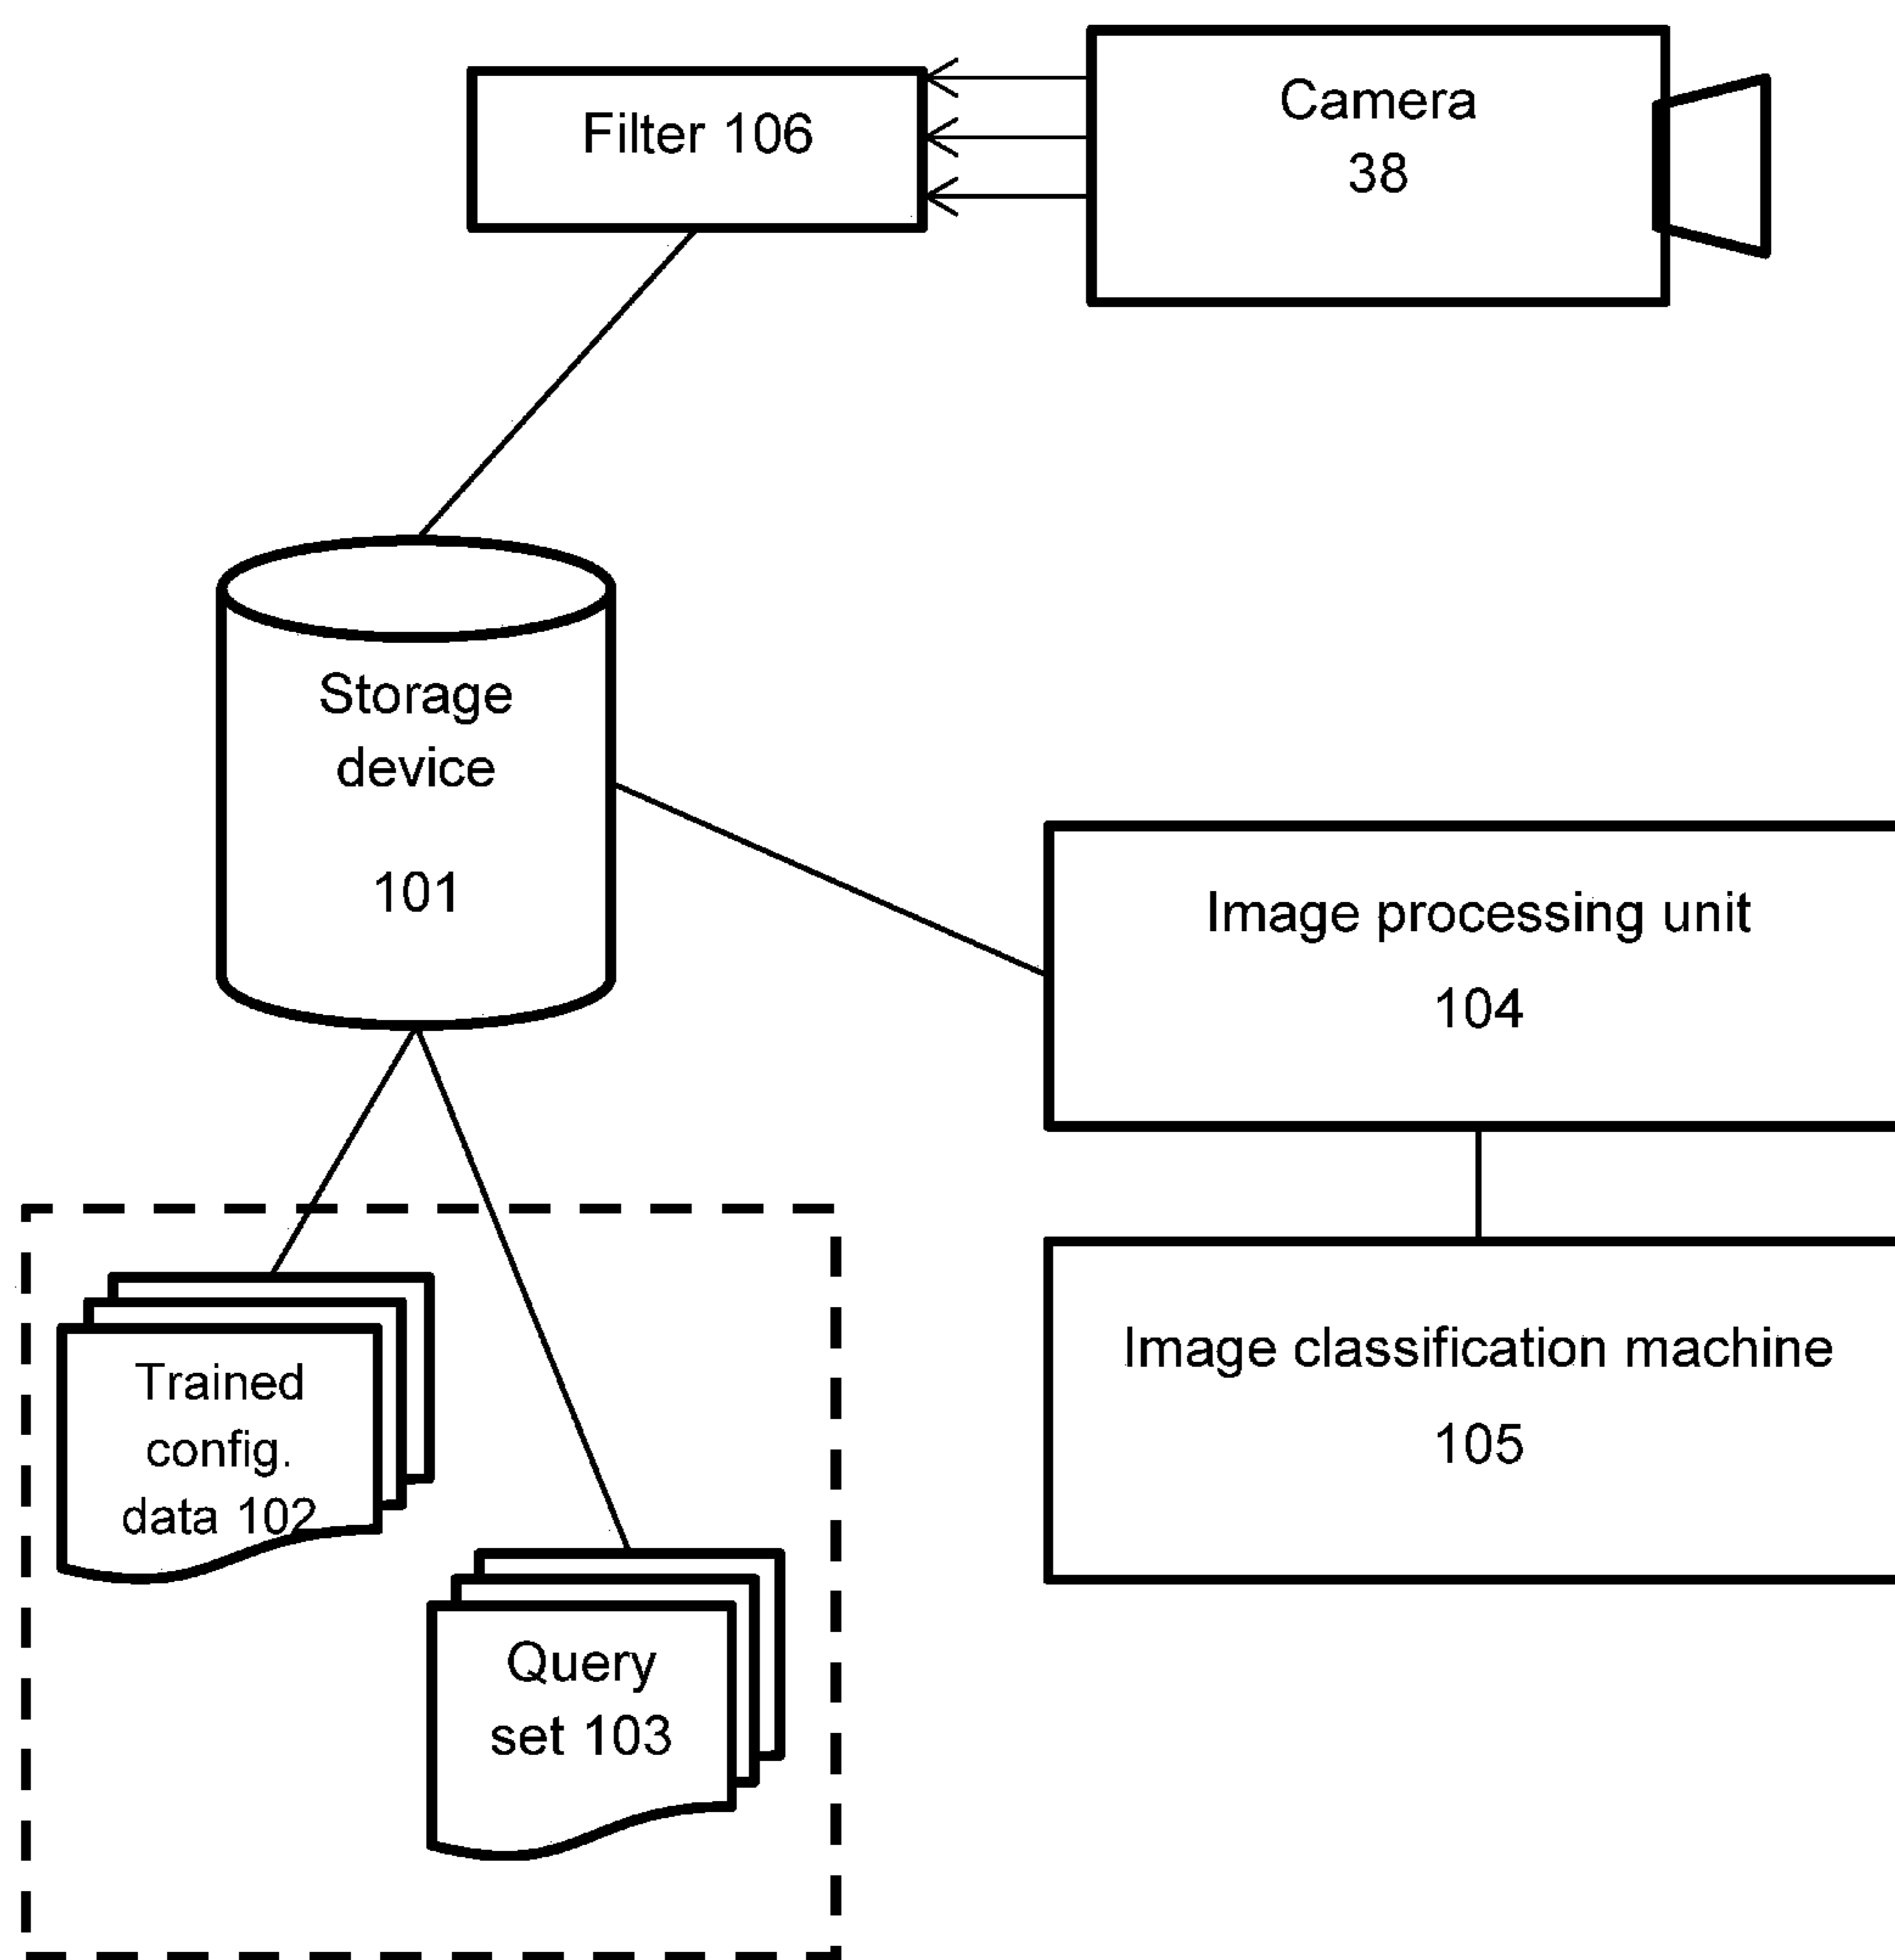 Filter 106
Camera
38
Storage
device
101
Image processing unit
104
Image classification machine
105
Trained
config.
data 102
Query
set 103